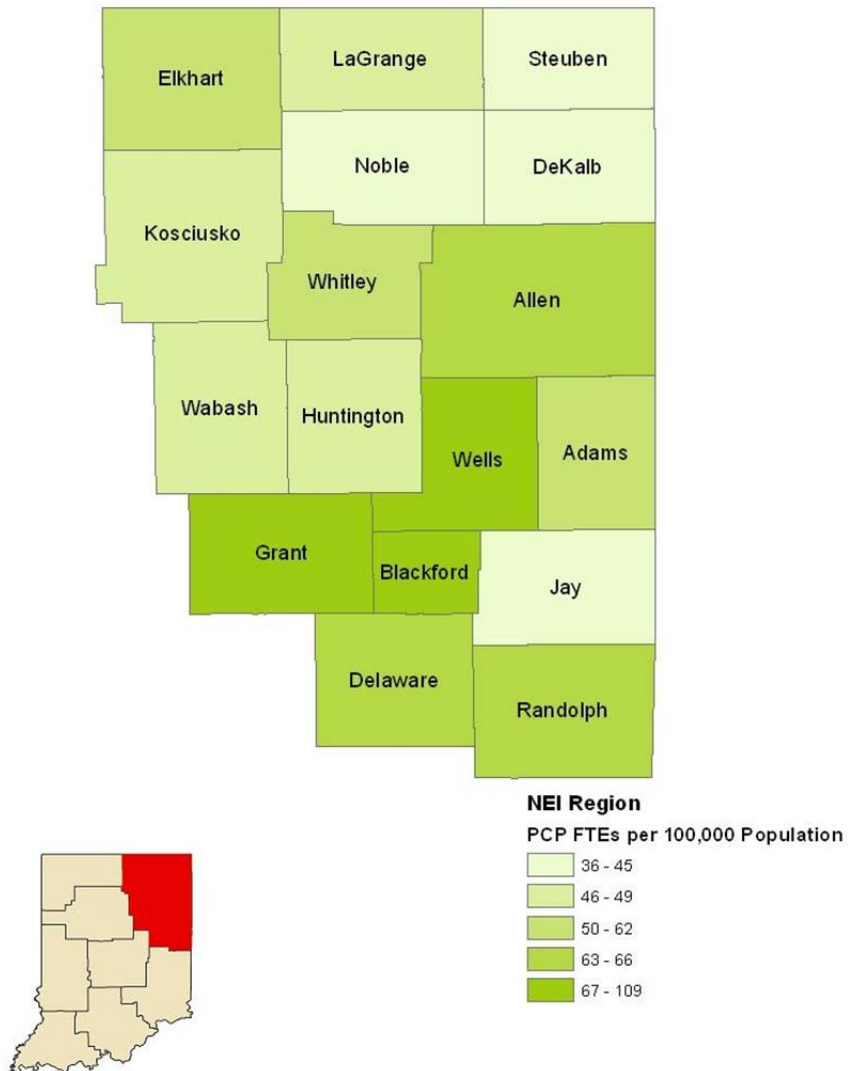 LaGrange
Steuben
Elkhart
Noble
DeKalb
Kosciusko
Whitley
Allen
Wabash
Huntington
Wells
Adams
Grant
Blackford
Jay
Delaware
Randolph
NEI Region
PCP FTEs per 100,000 Population
36 - 45
46 - 49
50 - 62
63 - 66
67 - 109